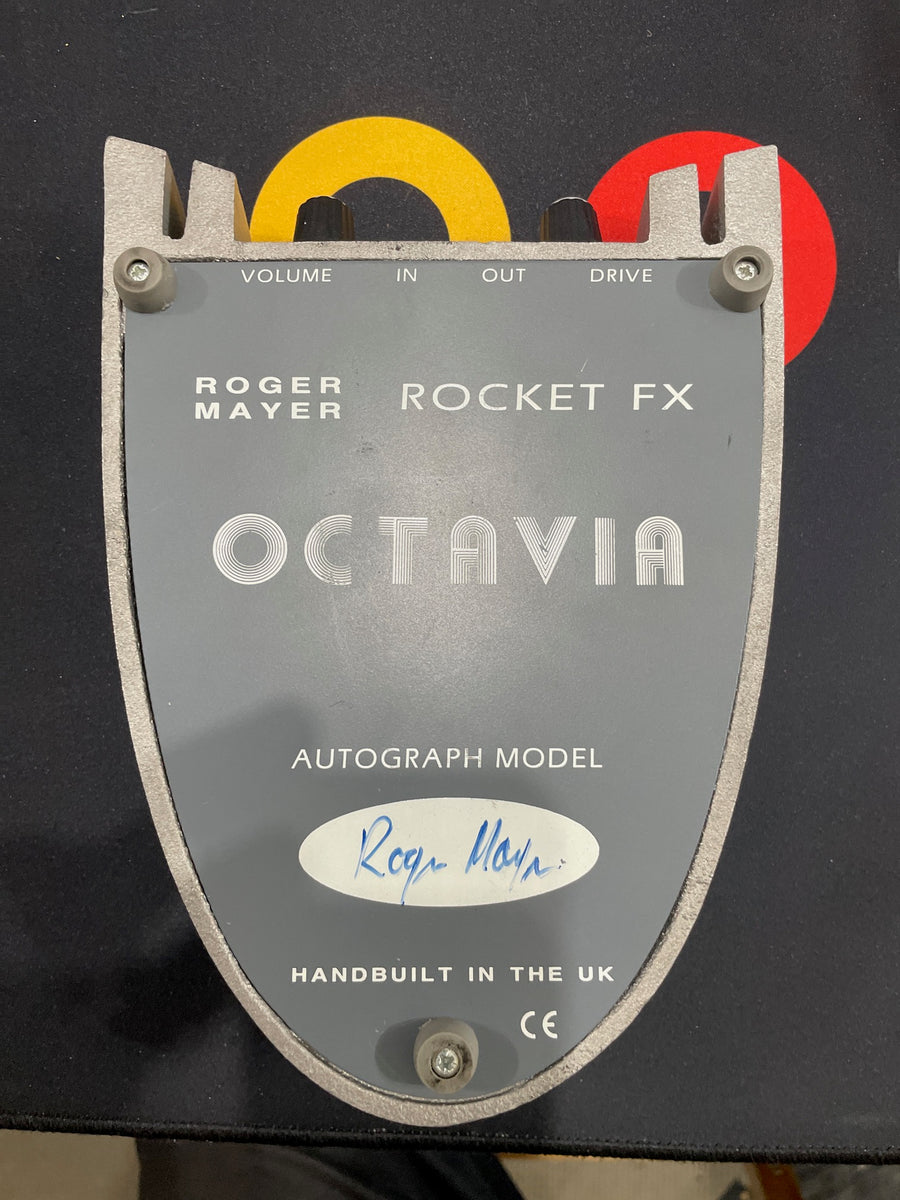 VOLUME IN OUT DRIVE
ROGER MAYER
ROCKET FX
OCTAVIA
AUTOGRAPH MODEL
Roger Mayer
HANDBUILT IN THE UK
CE